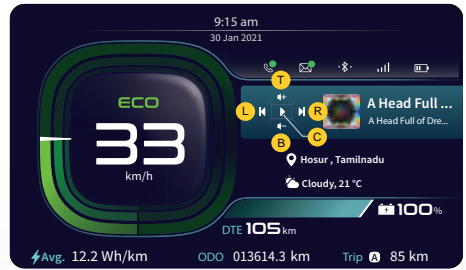 9:15 am
30 Jan 2021
T
ECO
33
km/h
L
R
B
C
A Head Full ...
A Head Full of Dre...
Hosur , Tamilnadu
Cloudy, 21 °C
100%
DTE 105 km
Avg. 12.2 Wh/km
ODO 013614.3 km
Trip A 85 km